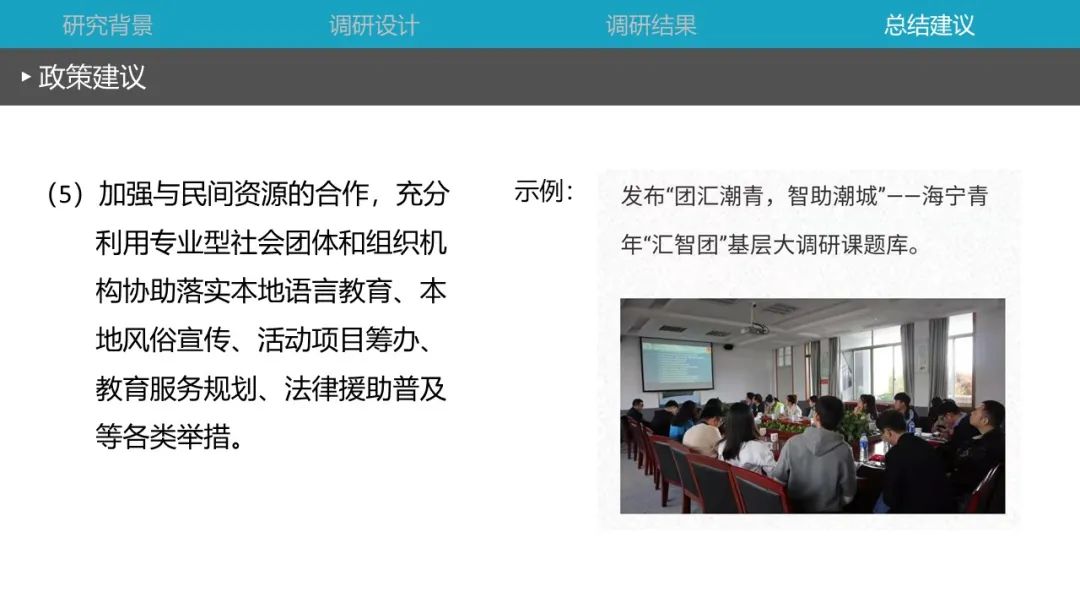 研究背景
调研设计
调研结果
总结建议
政策建议
（5）加强与民间资源的合作，充分
利用专业型社会团体和组织机
构协助落实本地语言教育、本
地风俗宣传、活动项目筹办、
教育服务规划、法律援助普及
等各类举措。
示例：
发布“团汇潮青，智助潮城”——海宁青
年“汇智团”基层大调研课题库。